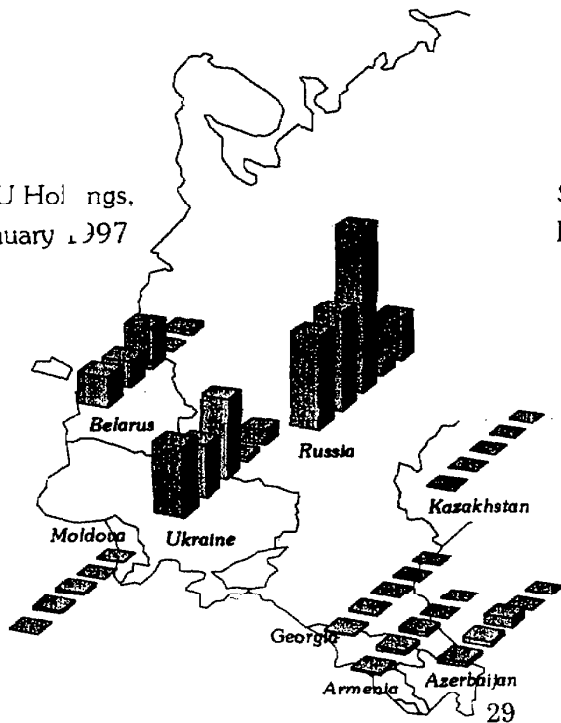 U Hol ngs,
uary 1997
Belarus
Russia
Kazakhstan
Moldova
Ukraine
Georgia
Armenia
Azerbaijan
29